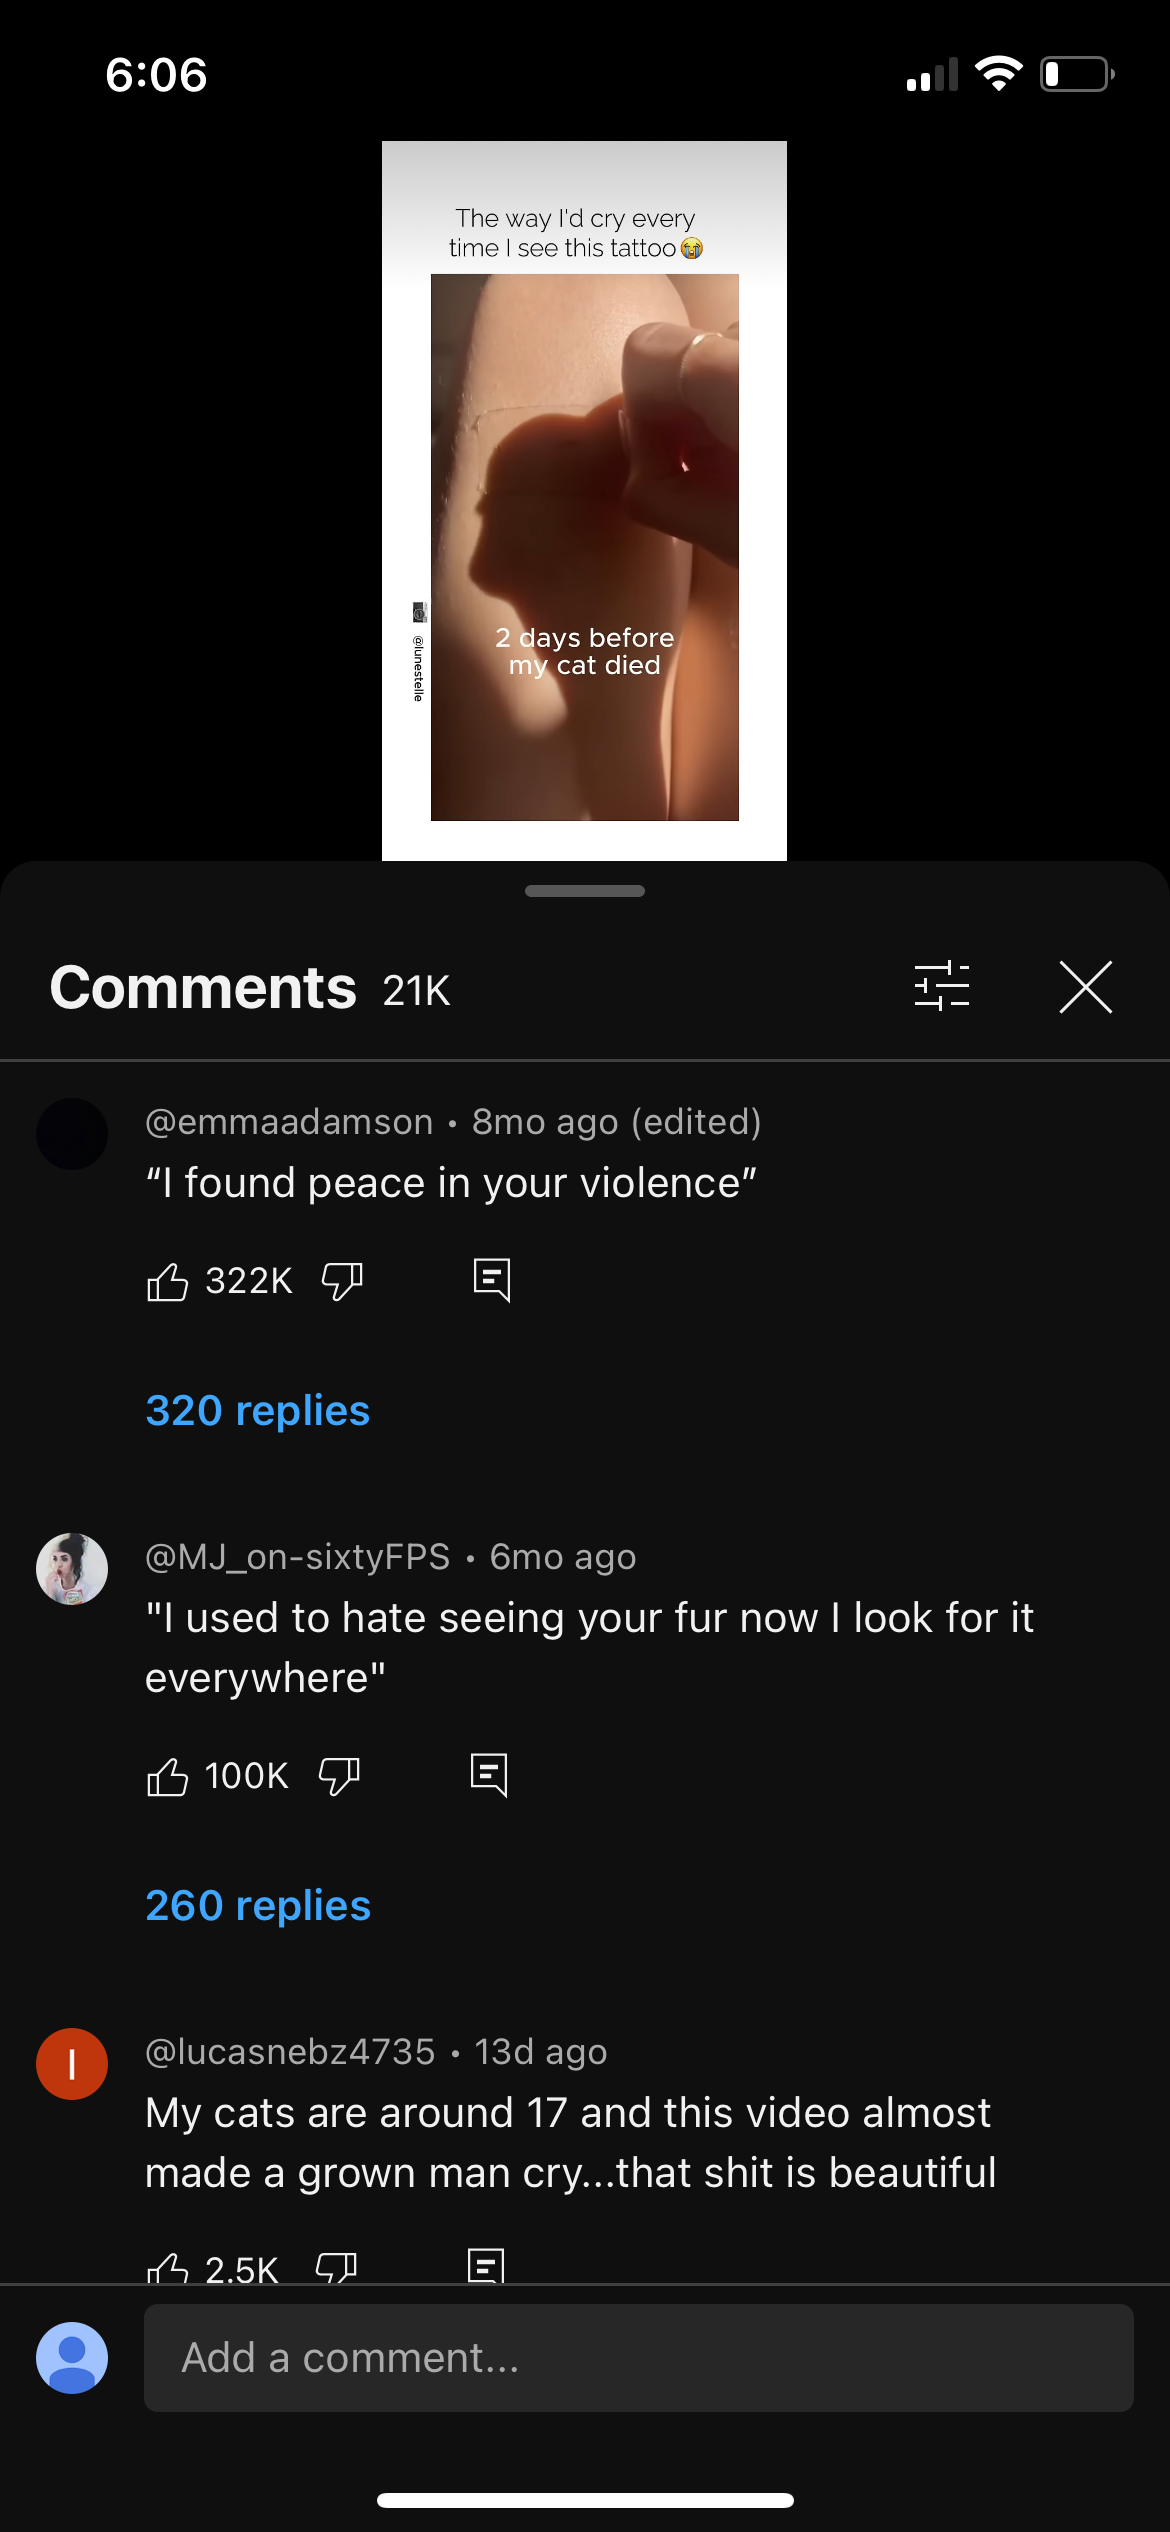 6:06
The way I'd cry every
time I see this tattoo😭
@lunestelle
2 days before
my cat died
Comments 21K
@emmaadamson • 8mo ago (edited)
“I found peace in your violence”
322K
320 replies
@MJ_on-sixtyFPS • 6mo ago
"I used to hate seeing your fur now I look for it
everywhere"
100K
260 replies
l
@lucasnebz4735 • 13d ago
My cats are around 17 and this video almost
made a grown man cry...that shit is beautiful
2.5K
Add a comment...